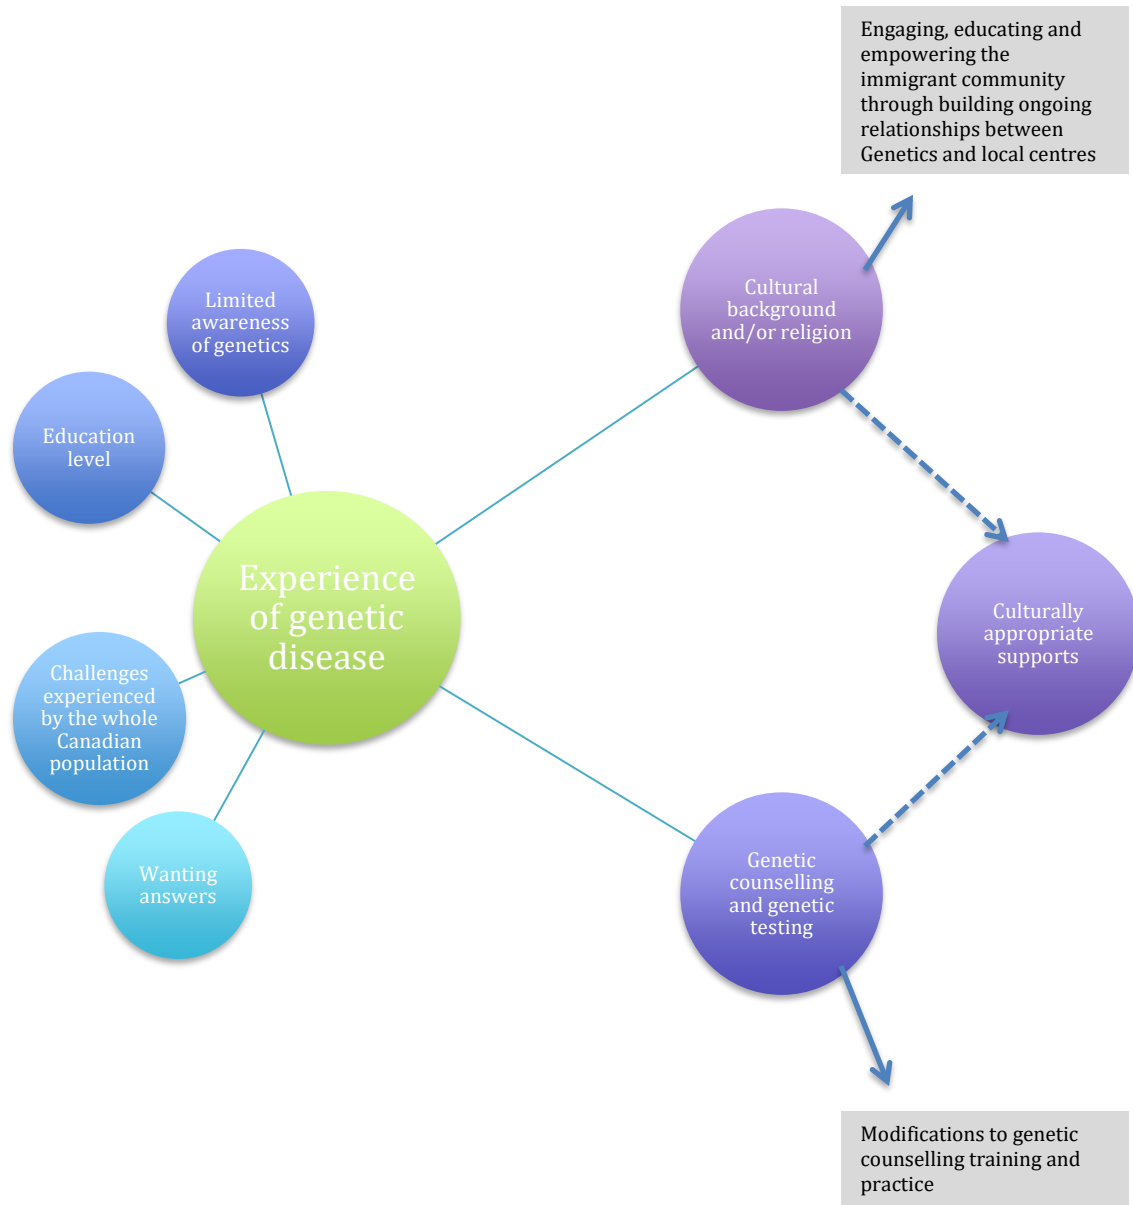 Engaging, educating and
empowering the
immigrant community
through building ongoing
relationships between
Genetics and local centres
Cultural
background
and/or religion
Limited
awareness
of genetics
Education
level
Experience
of genetic
disease
Culturally
appropriate
supports
Challenges
experienced
by the whole
Canadian
population
Wanting
answers
Genetic
counselling
and genetic
testing
Modifications to genetic
counselling training and
practice